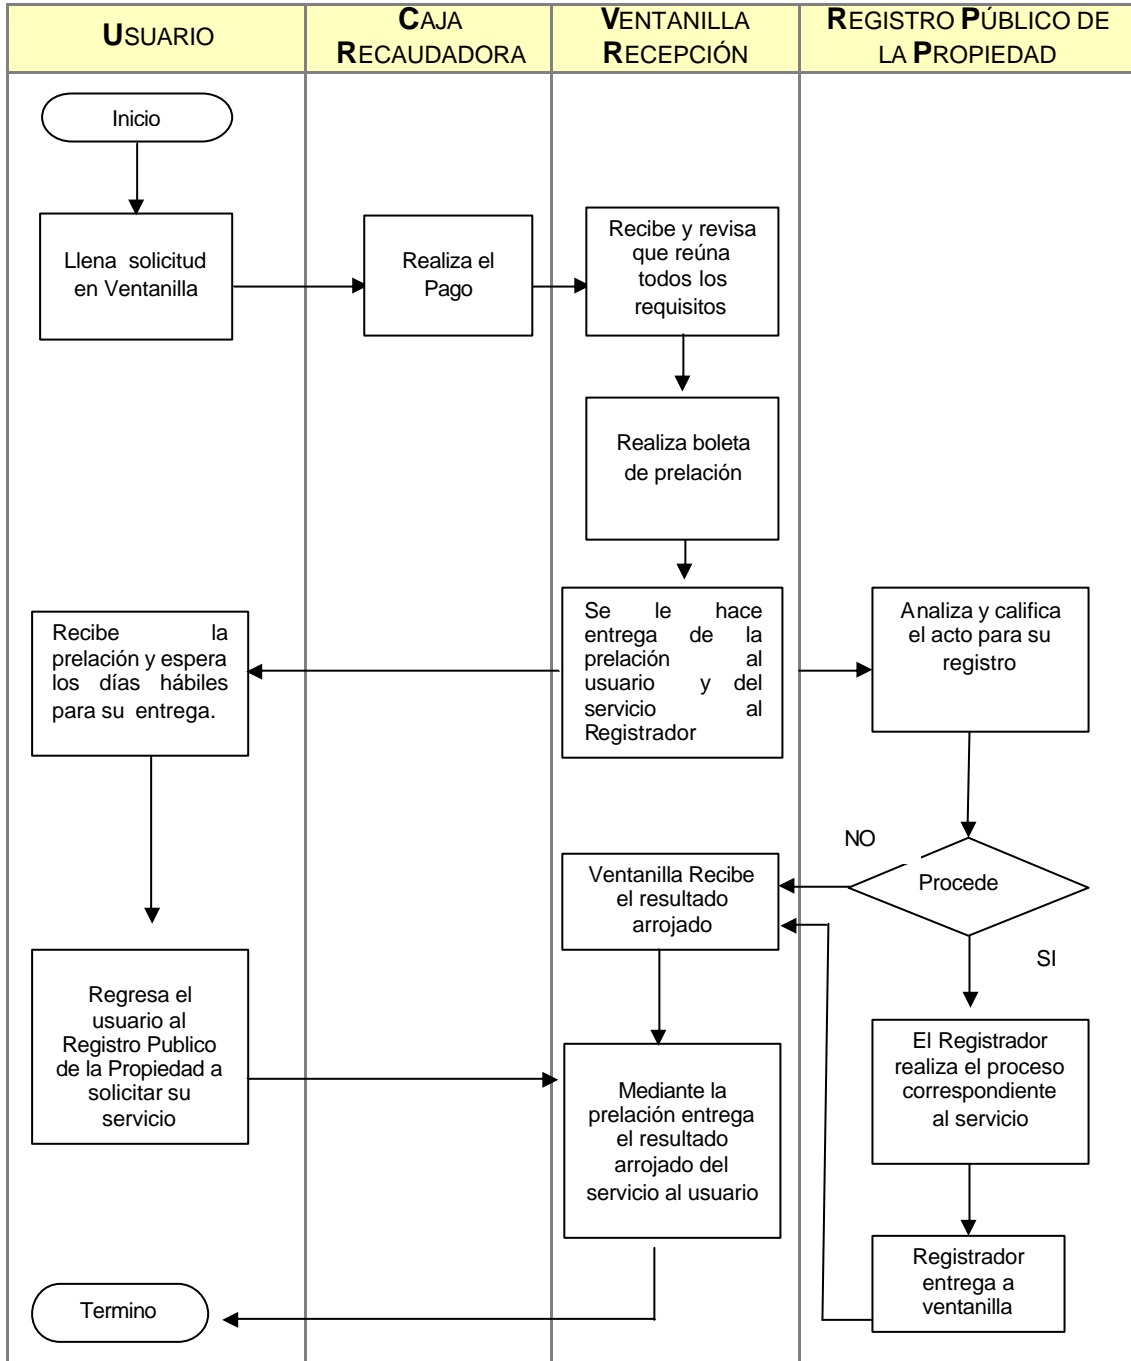 USUARIO
CAJA
RECAUDADORA
VENTANILLA
RECEPCIÓN
REGISTRO PÚBLICO DE
LA PROPIEDAD
Inicio
Llena solicitud
en Ventanilla
Realiza el
Pago
Recibe y revisa
que reúna
todos los
requisitos
Realiza boleta
de prelación
Se le hace
entrega de la
prelación al
usuario y del
servicio al
Registrador
Recibe la
prelación y espera
los días hábiles
para su entrega.
Analiza y califica
el acto para su
registro
NO
Procede
SI
Ventanilla Recibe
el resultado
arrojado
Regresa el
usuario al
Registro Publico
de la Propiedad a
solicitar su
servicio
El Registrador
realiza el proceso
correspondiente
al servicio
Mediante la
prelación entrega
el resultado
arrojado del
servicio al usuario
Registrador
entrega a
ventanilla
Termino